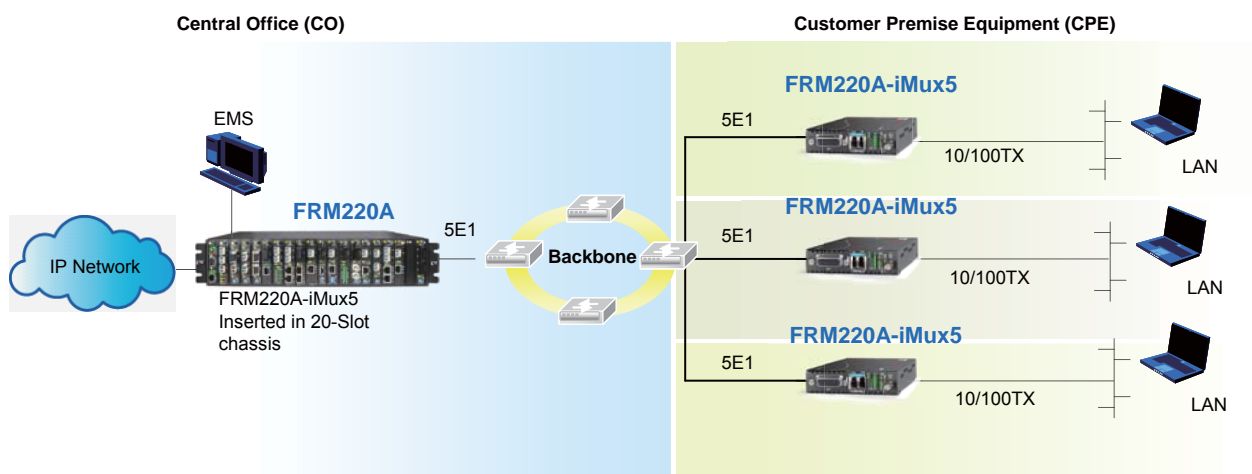 Central Office (CO)
Customer Premise Equipment (CPE)
EMS
FRM220A
IP Network
FRM220A-iMux5
Inserted in 20-Slot
chassis
5E1
Backbone
FRM220A-iMux5
5E1
10/100TX
LAN
FRM220A-iMux5
5E1
10/100TX
LAN
FRM220A-iMux5
5E1
10/100TX
LAN